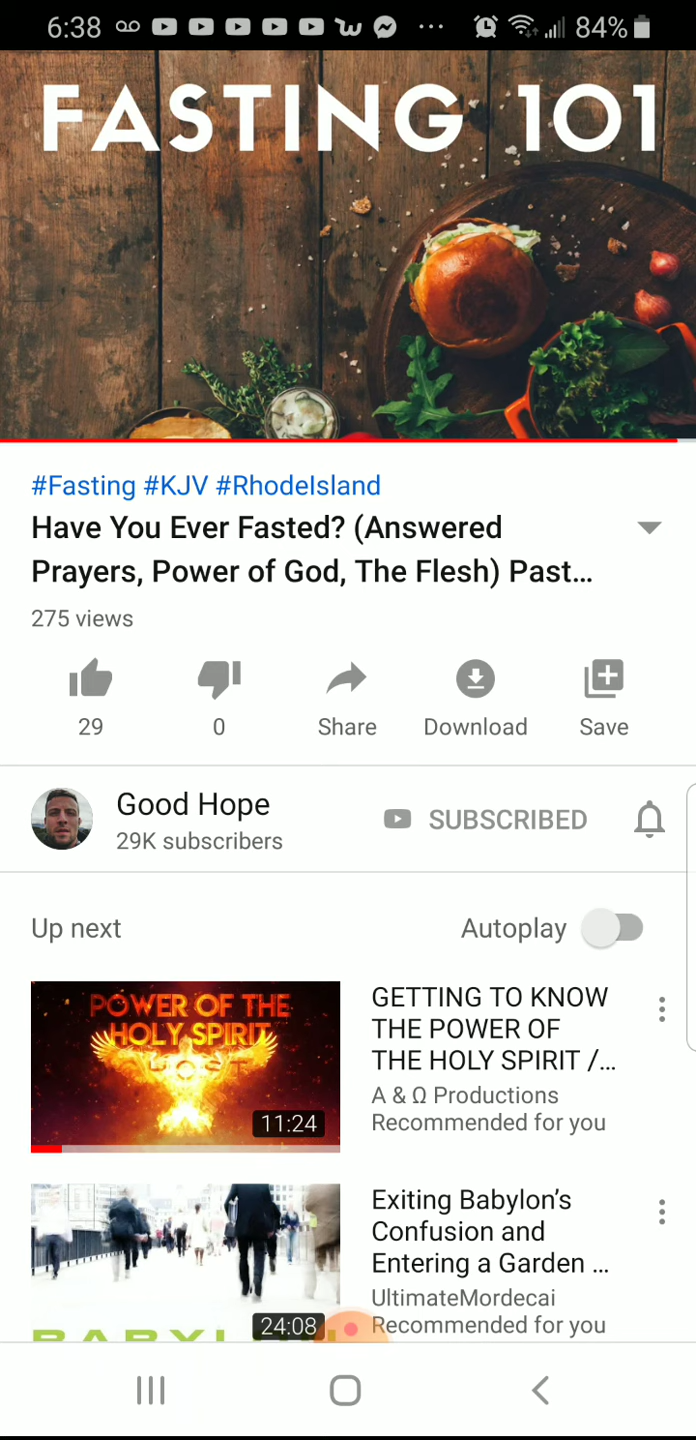 6:38 84%
FASTING 101
#Fasting #KJV #RhodeIsland
Have You Ever Fasted? (Answered
Prayers, Power of God, The Flesh) Past...
275 views
29 0 Share Download Save
Good Hope
29K subscribers
SUBSCRIBED
Up next Autoplay
POWER OF THE
HOLY SPIRIT
11:24
GETTING TO KNOW
THE POWER OF
THE HOLY SPIRIT /...
A & Ω Productions
Recommended for you
24:08
Exiting Babylon's
Confusion and
Entering a Garden ...
UltimateMordecai
Recommended for you